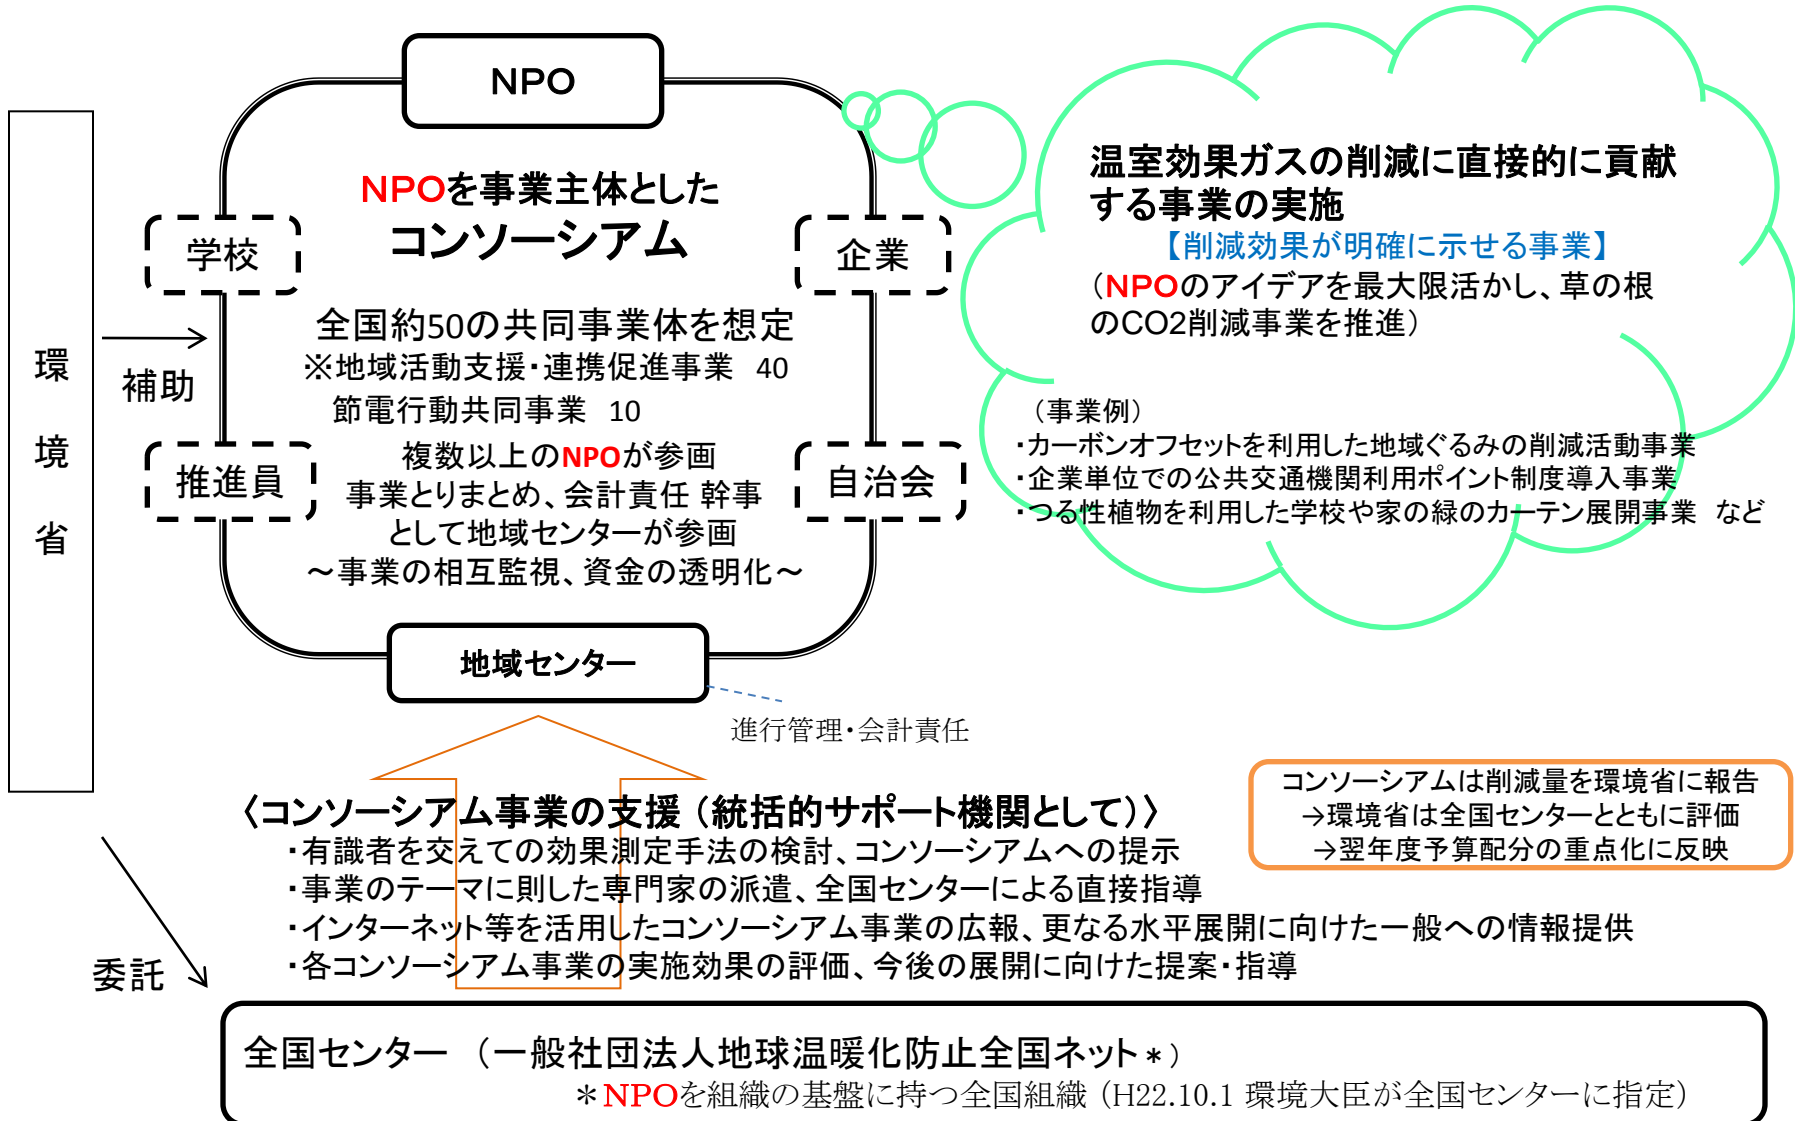 環境省
補助
委託
NPO
NPOを事業主体とした
コンソーシアム
学校
企業
全国約50の共同事業体を想定
※地域活動支援・連携促進事業 40
節電行動共同事業 10
複数以上のNPOが参画
事業とりまとめ、会計責任 幹事
として地域センターが参画
～事業の相互監視、資金の透明化～
推進員
自治会
地域センター
進行管理・会計責任
温室効果ガスの削減に直接的に貢献
する事業の実施
【削減効果が明確に示せる事業】
（NPOのアイデアを最大限活かし、草の根
のCO2削減事業を推進）
（事業例）
・カーボンオフセットを利用した地域ぐるみの削減活動事業
・企業単位での公共交通機関利用ポイント制度導入事業
・つる性植物を利用した学校や家の緑のカーテン展開事業 など
コンソーシアムは削減量を環境省に報告
→環境省は全国センターとともに評価
→翌年度予算配分の重点化に反映
〈コンソーシアム事業の支援（統括的サポート機関として）〉
・有識者を交えての効果測定手法の検討、コンソーシアムへの提示
・事業のテーマに則した専門家の派遣、全国センターによる直接指導
・インターネット等を活用したコンソーシアム事業の広報、更なる水平展開に向けた一般への情報提供
・各コンソーシアム事業の実施効果の評価、今後の展開に向けた提案・指導
全国センター （一般社団法人地球温暖化防止全国ネット＊）
＊NPOを組織の基盤に持つ全国組織（H22.10.1 環境大臣が全国センターに指定）